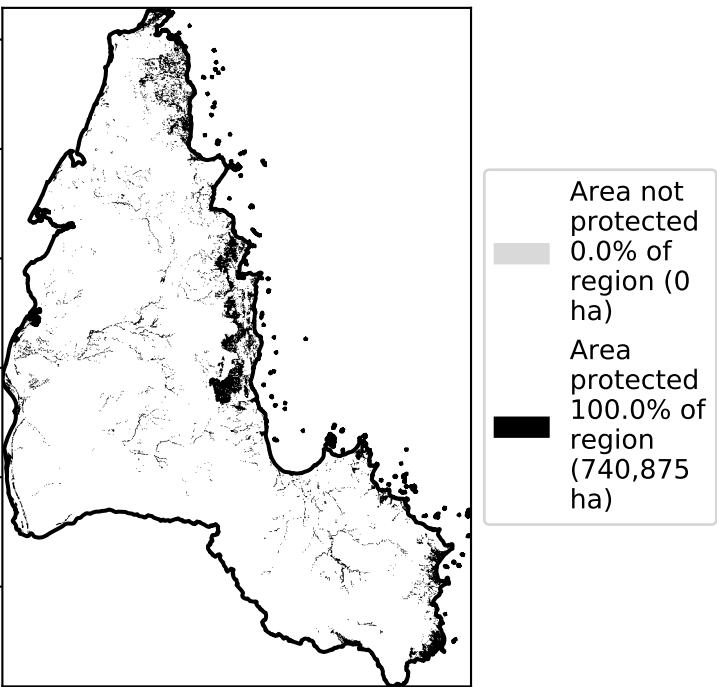 Area not
protected
0.0% of
region (0
ha)
Area
protected
100.0% of
region
(740,875
ha)